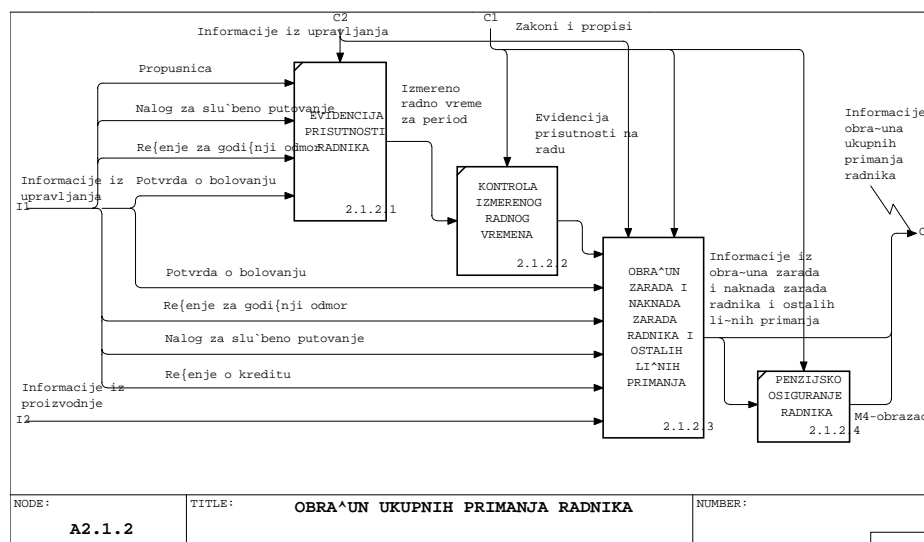 C2
C1
Informacije iz upravljanja
Zakoni i propisi
Propusnica
Nalog za slu`beno putovanje
Re{enje za godi{nji odmor
Potvrda o bolovanju
Informacije iz
upravljanja
I1
EVIDENCIJA
PRISUTNOSTI
RADNIKA
2.1.2.1
Izmereno
radno vreme
za period
Evidencija
prisutnosti na
radu
KONTROLA
IZMERENOG
RADNOG
VREMENA
2.1.2.2
Informacije
obra~una
ukupnih
primanja
radnika
Potvrda o bolovanju
Re{enje za godi{nji odmor
Nalog za slu`beno putovanje
Re{enje o kreditu
Informacije iz
proizvodnje
I2
OBRA^UN
ZARADA I
NAKNADA
ZARADA
RADNIKA I
OSTALIH
LI^NIH
PRIMANJA
2.1.2.3
Informacije iz
obra~una zarada
i naknada zarada
radnika i ostalih
li~nih primanja
PENZIJSKO
OSIGURANJE
RADNIKA
2.1.2.4
M4-obrazac
NODE:
A2.1.2
TITLE:
OBRA^UN UKUPNIH PRIMANJA RADNIKA
NUMBER: